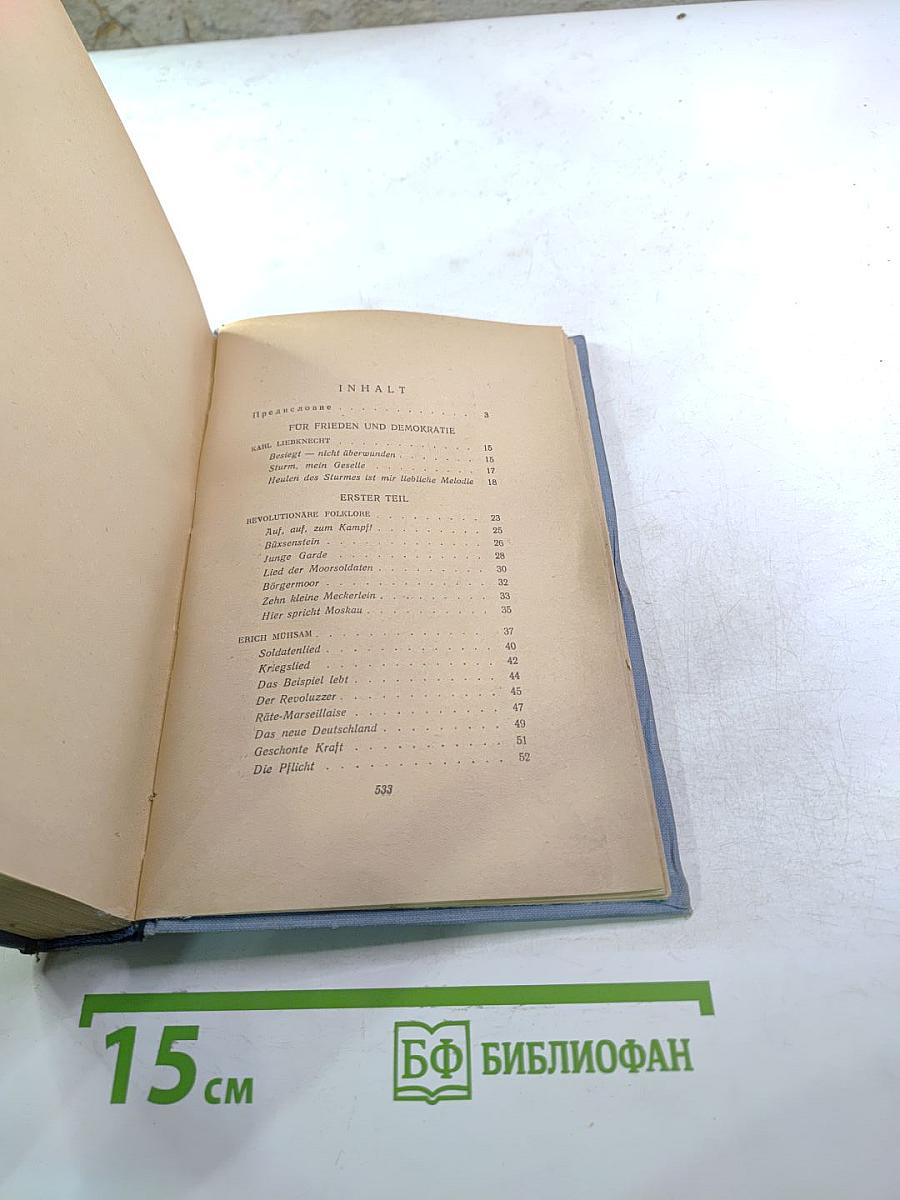 INHALT
Предисловие . . . . . . . . . . . . 3
FÜR FRIEDEN UND DEMOKRATIE
KARL LIEBKNECHT . . . . . . . . . . . . 15
Besiegt — nicht überwunden . . . . . . . 15
Sturm, mein Geselle . . . . . . . . . 17
Heulen des Sturmes ist mir liebliche Melodie 18
ERSTER TEIL
REVOLUTIONÄRE FOLKLORE . . . . . . . . . 23
Auf, auf, zum Kampf! . . . . . . . . . 25
Büxsenstein . . . . . . . . . . . . 26
Junge Garde . . . . . . . . . . . . 28
Lied der Moorsoldaten . . . . . . . . . 30
Börgermoor . . . . . . . . . . . . 32
Zehn kleine Meckerlein . . . . . . . . . 33
Hier spricht Moskau . . . . . . . . . . 35
ERICH MÜHSAM . . . . . . . . . . . . . 37
Soldatenlied . . . . . . . . . . . . 40
Kriegslied . . . . . . . . . . . . . 42
Das Beispiel lebt . . . . . . . . . . . 44
Der Revoluzzer . . . . . . . . . . . . 45
Räte-Marseillaise . . . . . . . . . . . 47
Das neue Deutschland . . . . . . . . . 49
Geschonte Kraft . . . . . . . . . . . 51
Die Pflicht . . . . . . . . . . . . . 52
533
15 см
БФ БИБЛИОФАН